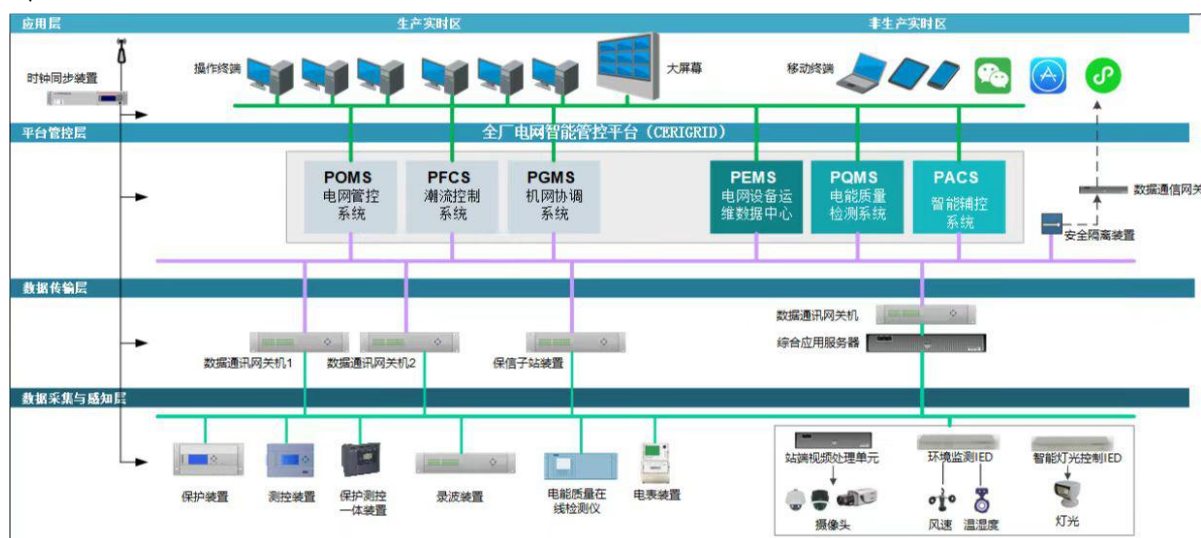 应用层
生产实时区
非生产实时区
时钟同步装置
操作终端
大屏幕
移动终端
平台管控层
全厂电网智能管控平台（CERIGRID）
POMS
电网管控
系统
PFCS
潮流控制
系统
PGMS
机网协调
系统
PEMS
电网设备运
维数据中心
PQMS
电能质量
检测系统
PACS
智能辅控
系统
数据通信网关
安全隔离装置
数据传输层
数据通讯网关机1
数据通讯网关机2
保信子站装置
数据通讯网关机
综合应用服务器
数据采集与感知层
保护装置
测控装置
保护测控
一体装置
录波装置
电能质量在
线检测仪
电表装置
站端视频处理单元
摄像头
环境监测IED
风速
温湿度
智能灯光控制IED
灯光